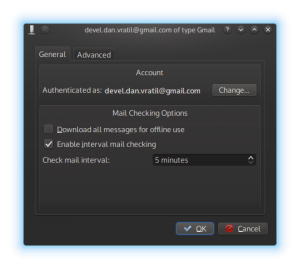 devel.dan.vratil@gmail.com of type Gmail
General Advanced
Account
Authenticated as: devel.dan.vratil@gmail.com Change...
Mail Checking Options
Download all messages for offline use
Enable interval mail checking
Check mail interval: 5 minutes
OK Cancel